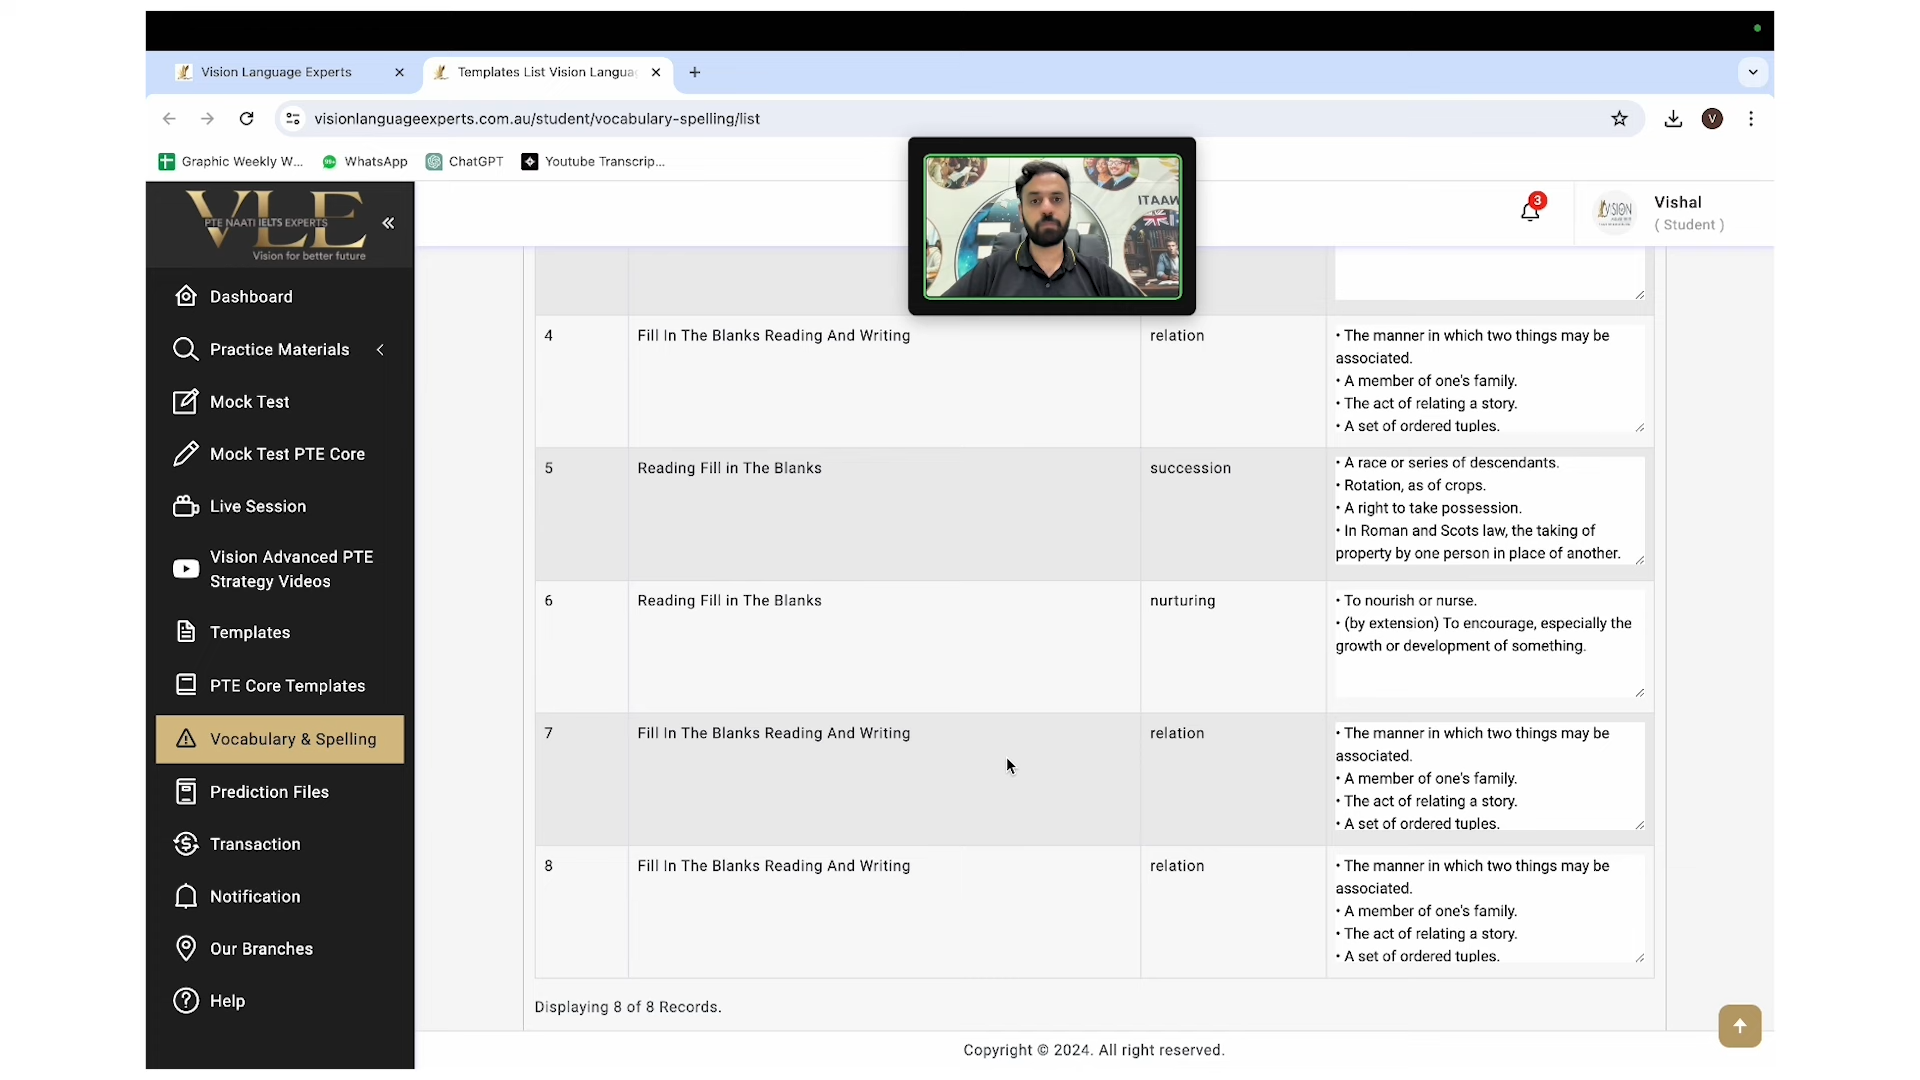 Vision Language Experts
Templates List Vision Langua
visionlanguageexperts.com.au/student/vocabulary-spelling/list
V
Graphic Weekly W...
99+
WhatsApp
ChatGPT
Youtube Transcrip...
VLE
PTE NAATI IELTS EXPERTS
Vision for better future
ITAAN
3
VISION
Vishal
( Student )
Dashboard
Practice Materials
Mock Test
Mock Test PTE Core
Live Session
Vision Advanced PTE
Strategy Videos
Templates
PTE Core Templates
Vocabulary & Spelling
Prediction Files
Transaction
Notification
Our Branches
Help
4
Fill In The Blanks Reading And Writing
relation
• The manner in which two things may be
associated.
• A member of one's family.
• The act of relating a story.
• A set of ordered tuples.
5
Reading Fill in The Blanks
succession
• A race or series of descendants.
• Rotation, as of crops.
• A right to take possession.
• In Roman and Scots law, the taking of
property by one person in place of another.
6
Reading Fill in The Blanks
nurturing
• To nourish or nurse.
• (by extension) To encourage, especially the
growth or development of something.
7
Fill In The Blanks Reading And Writing
relation
• The manner in which two things may be
associated.
• A member of one's family.
• The act of relating a story.
• A set of ordered tuples.
8
Fill In The Blanks Reading And Writing
relation
• The manner in which two things may be
associated.
• A member of one's family.
• The act of relating a story.
• A set of ordered tuples.
Displaying 8 of 8 Records.
Copyright © 2024. All right reserved.